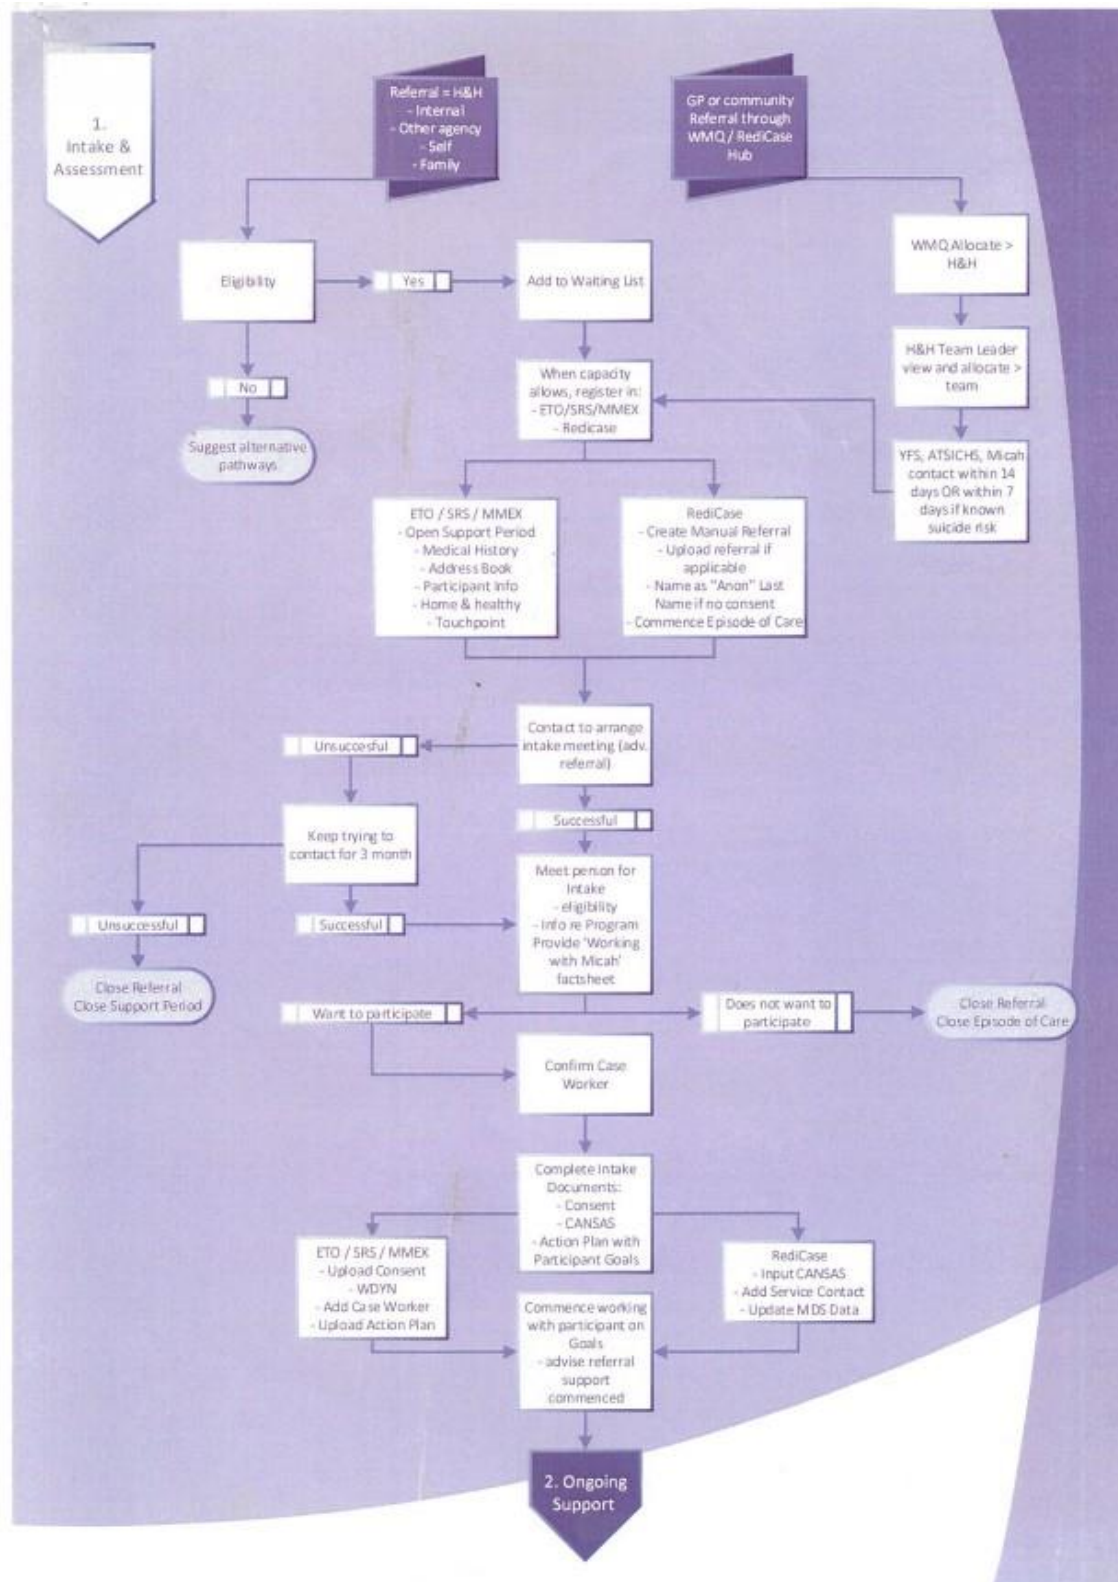 1.
Intake &
Assessment
Referral = H&H
- Internal
- Other agency
- Self
- Family
GP or community
Referral through
WMQ / RediCase
Hub
WMQ Allocate >
H&H
Eligibility
Yes
Add to Waiting List
No
Suggest alternative
pathways
When capacity
allows, register in:
- ETO/SRS/MMEX
- Redicase
H&H Team Leader
view and allocate >
team
YFS, ATSICHS, Micah
contact within 14
days OR within 7
days if known
suicide risk
ETO / SRS / MMEX
- Open Support Period
- Medical History
- Address Book
- Participant Info
- Home & healthy
- Touchpoint
RediCase
- Create Manual Referral
- Upload referral if
applicable
- Name as "Anon" Last
Name if no consent
- Commence Episode of Care
Contact to arrange
intake meeting (adv.
referral)
Unsuccesful
Successful
Keep trying to
contact for 3 month
Unsuccessful
Successful
Close Referral
Close Support Period
Meet person for
Intake
- eligibility
- Info re Program
Provide 'Working
with Micah'
factsheet
Want to participate
Does not want to
participate
Close Referral
Close Episode of Care
Confirm Case
Worker
Complete Intake
Documents:
- Consent
- CANSAS
- Action Plan with
Participant Goals
ETO / SRS / MMEX
- Upload Consent
- WDYN
- Add Case Worker
- Upload Action Plan
RediCase
- Input CANSAS
- Add Service Contact
- Update MDS Data
Commence working
with participant on
Goals
- advise referral
support
commenced
2. Ongoing
Support